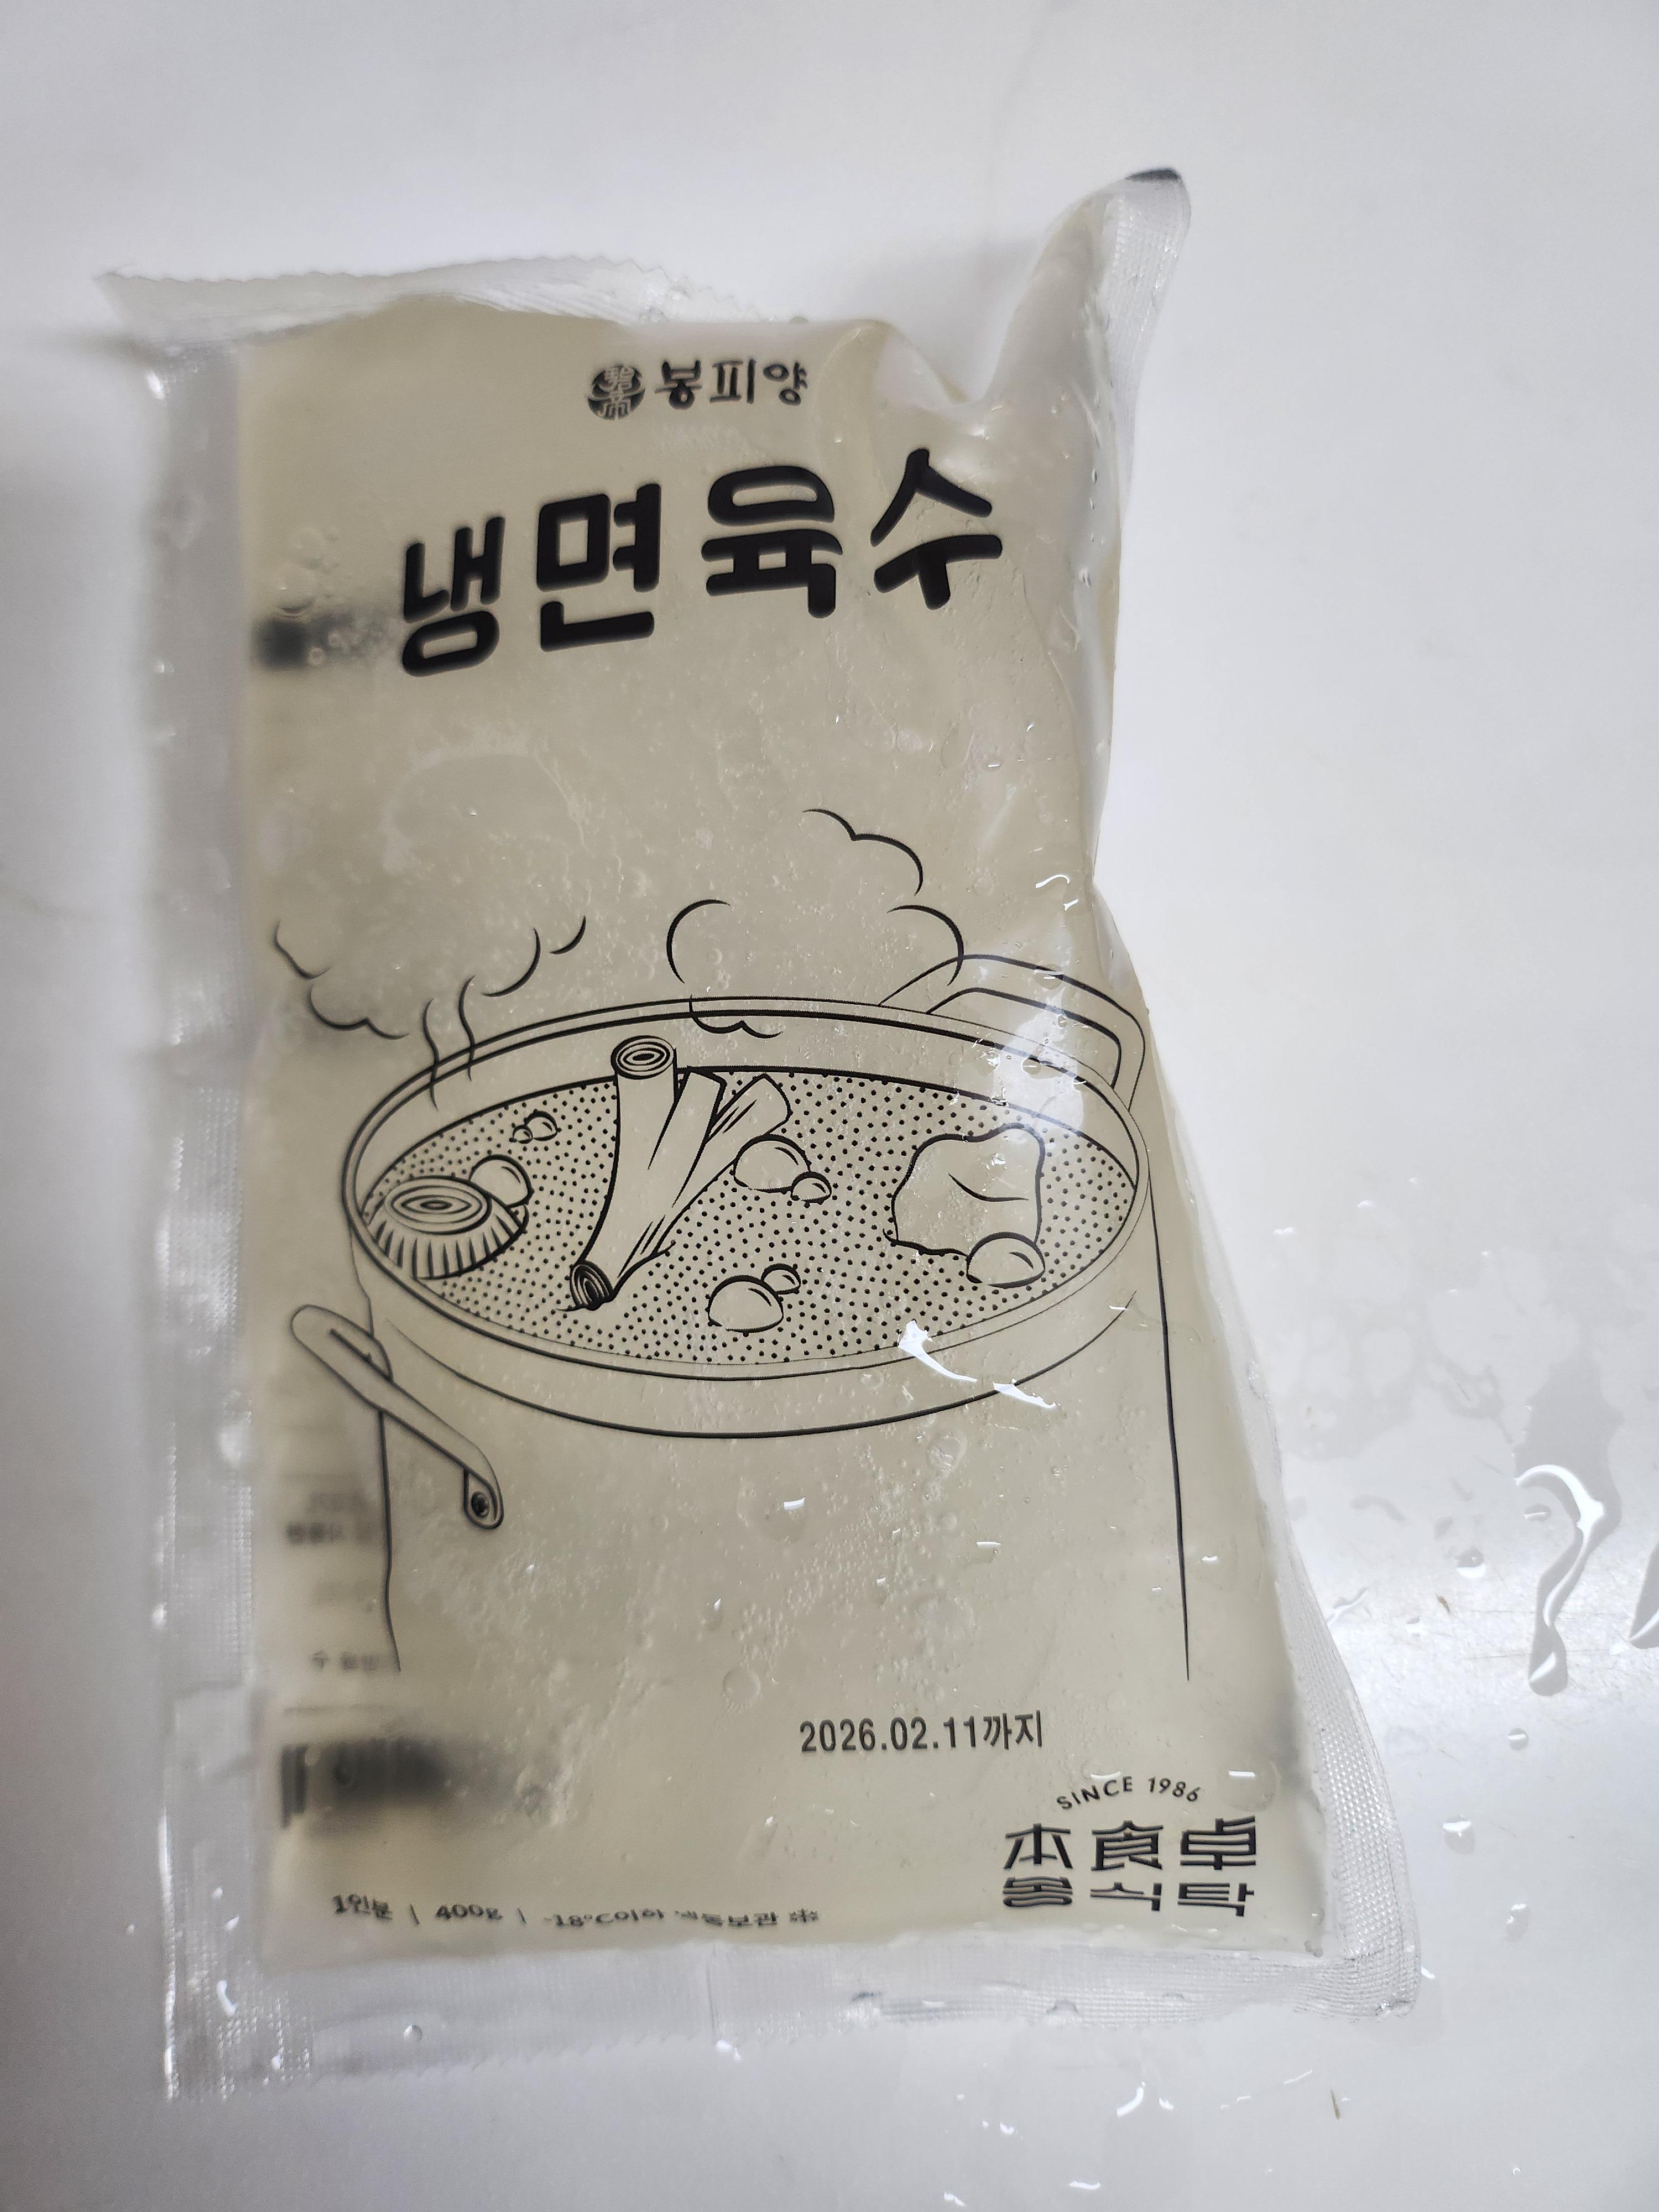 봉피양
냉면육수
2026.02.11까지
SINCE 1986
本食卓
본식탁
1인분 | 400g | -18℃이하 냉동보관